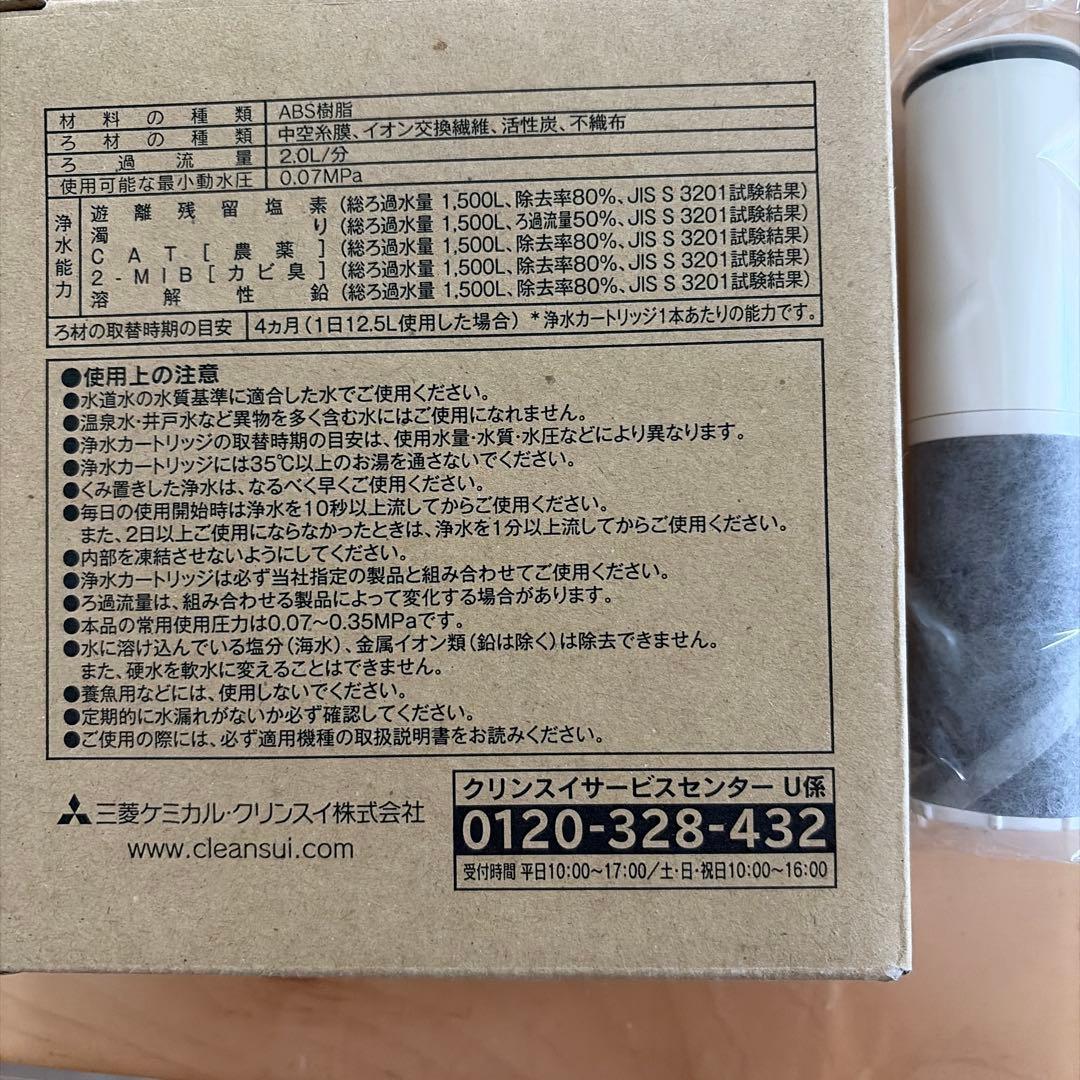 材料の種類 ABS樹脂
ろ材の種類 中空糸膜、イオン交換繊維、活性炭、不織布
ろ過流量 2.0L/分
使用可能な最小動水圧 0.07MPa
浄水能力
遊離残留塩素 (総ろ過水量 1,500L、除去率80%、JIS S 3201試験結果)
濁り (総ろ過水量 1,500L、ろ過流量50%、JIS S 3201試験結果)
CAT[農薬] (総ろ過水量 1,500L、除去率80%、JIS S 3201試験結果)
2-MIB[カビ臭] (総ろ過水量 1,500L、除去率80%、JIS S 3201試験結果)
溶解性鉛 (総ろ過水量 1,500L、除去率80%、JIS S 3201試験結果)
ろ材の取替時期の目安 4ヵ月(1日12.5L使用した場合) *浄水カートリッジ1本あたりの能力です。
●使用上の注意
●水道水の水質基準に適合した水でご使用ください。
●温泉水・井戸水など異物を多く含む水にはご使用になれません。
●浄水カートリッジの取替時期の目安は、使用水量・水質・水圧などにより異なります。
●浄水カートリッジには35℃以上のお湯を通さないでください。
●くみ置きした浄水は、なるべく早くご使用ください。
●毎日の使用開始時は浄水を10秒以上流してからご使用ください。
また、2日以上ご使用にならなかったときは、浄水を1分以上流してからご使用ください。
●内部を凍結させないようにしてください。
●浄水カートリッジは必ず当社指定の製品と組み合わせてご使用ください。
●ろ過流量は、組み合わせる製品によって変化する場合があります。
●本品の常用使用圧力は0.07〜0.35MPaです。
●水に溶け込んでいる塩分(海水)、金属イオン類(鉛は除く)は除去できません。
また、硬水を軟水に変えることはできません。
●養魚用などには、使用しないでください。
●定期的に水漏れがないか必ず確認してください。
●ご使用の際には、必ず適用機種の取扱説明書をお読みください。
三菱ケミカル・クリンスイ株式会社
www.cleansui.com
クリンスイサービスセンター U係
0120-328-432
受付時間 平日10:00〜17:00/土・日・祝日10:00〜16:00